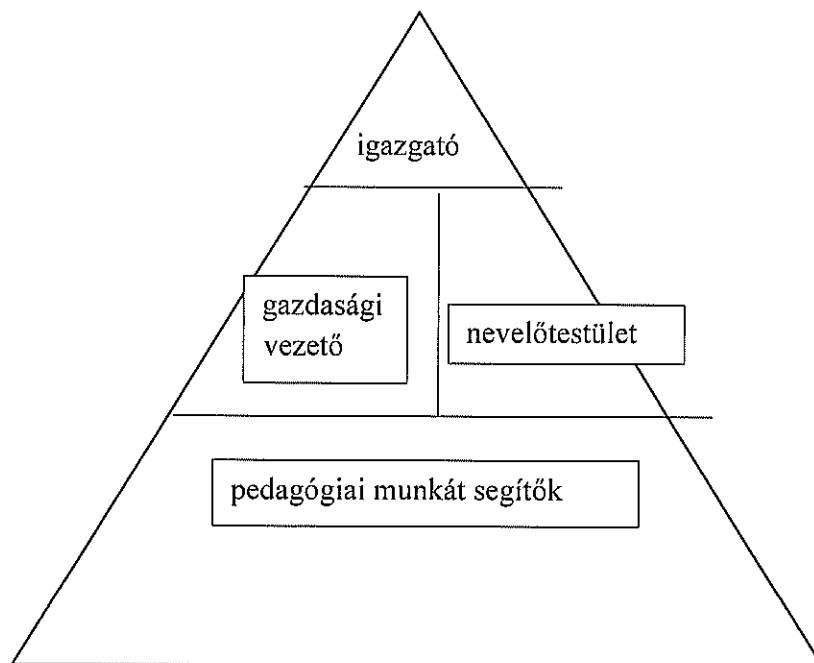 igazgató
gazdasági
vezető
nevelőtestület
pedagógiai munkát segítők